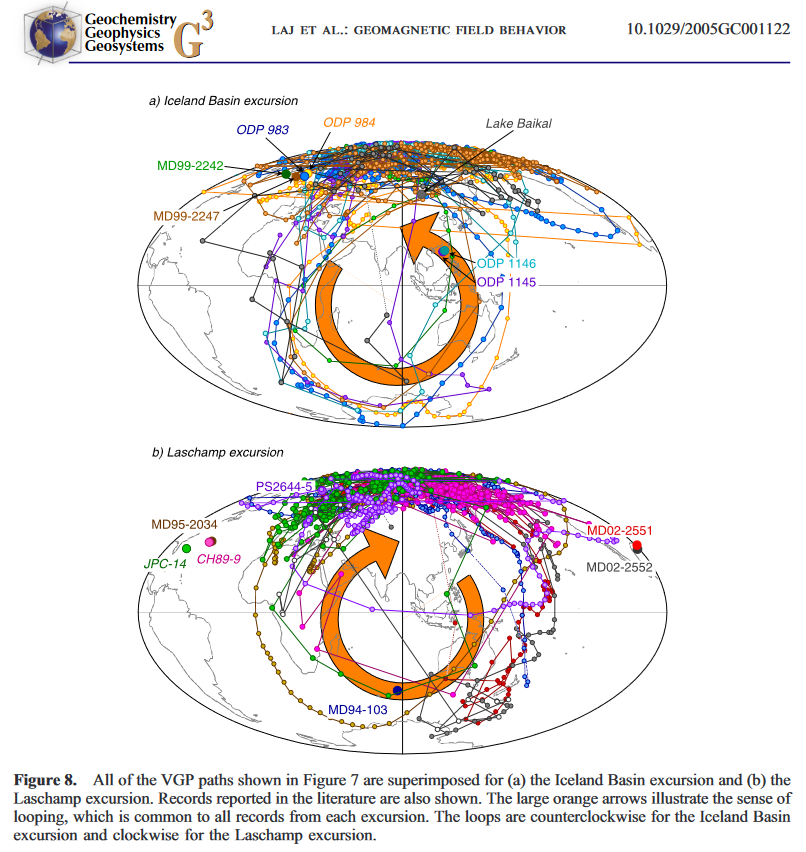 Geochemistry
Geophysics
Geosystems
G3
LAJ ET AL.: GEOMAGNETIC FIELD BEHAVIOR
10.1029/2005GC001122
a) Iceland Basin excursion
ODP 983
ODP 984
Lake Baikal
MD99-2242
MD99-2247
ODP 1146
ODP 1145
b) Laschamp excursion
PS2644-5
MD95-2034
MD02-2551
JPC-14
CH89-9
MD02-2552
MD94-103
Figure 8. All of the VGP paths shown in Figure 7 are superimposed for (a) the Iceland Basin excursion and (b) the
Laschamp excursion. Records reported in the literature are also shown. The large orange arrows illustrate the sense of
looping, which is common to all records from each excursion. The loops are counterclockwise for the Iceland Basin
excursion and clockwise for the Laschamp excursion.